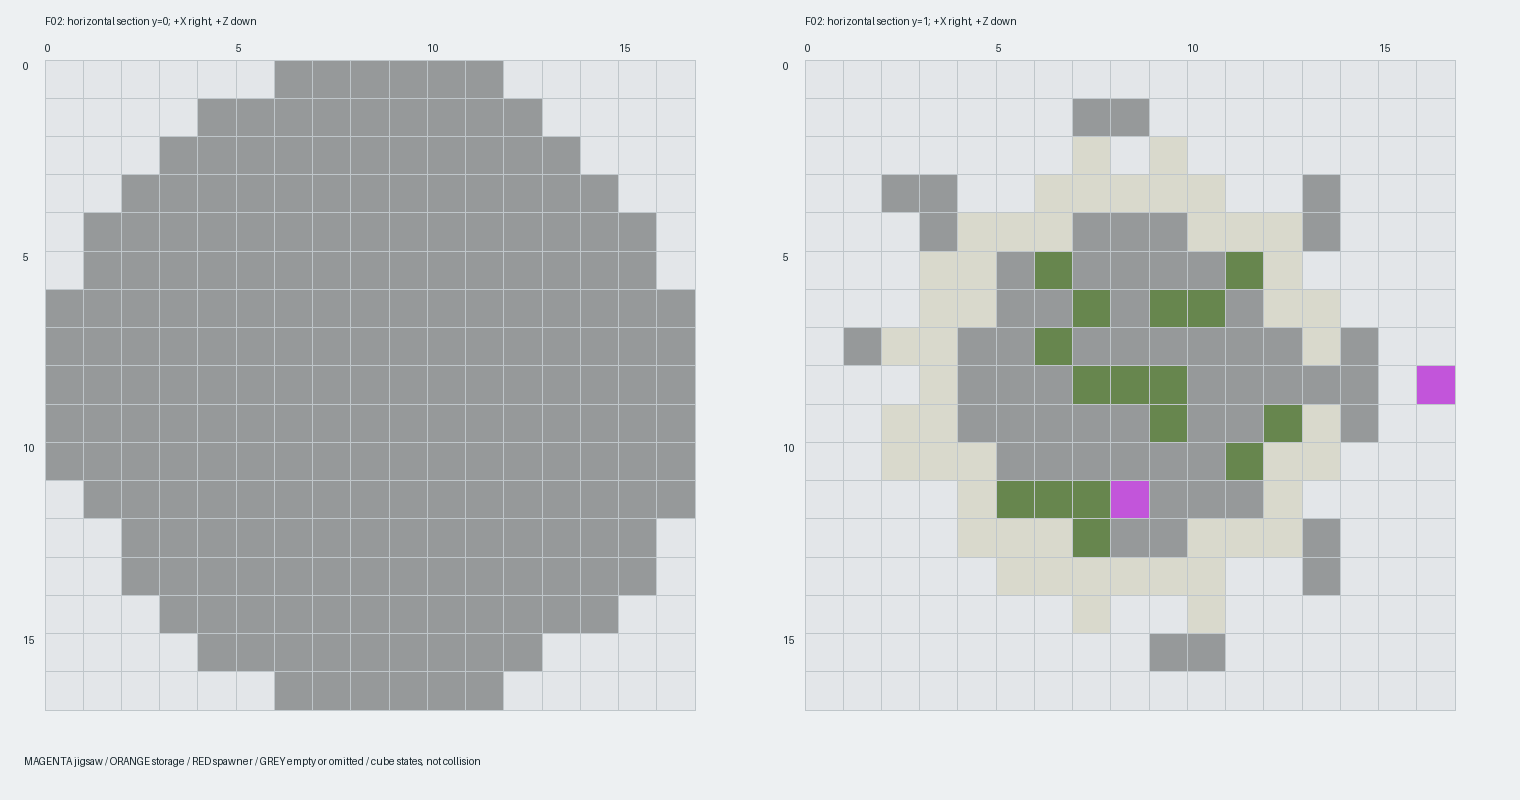 F02: horizontal section y=0; +X right, +Z down
F02: horizontal section y=1; +X right, +Z down
0 5 10 15
0 5 10 15
0 0
5 5
10 10
15 15
MAGENTA jigsaw / ORANGE storage / RED spawner / GREY empty or omitted / cube states, not collision